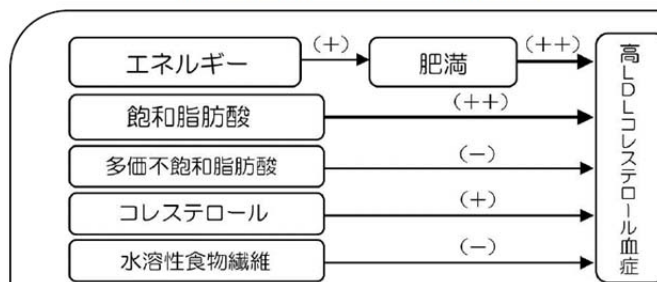 エネルギー (+) 肥満 (++)
飽和脂肪酸 (++)
多価不飽和脂肪酸 (-)
コレステロール (+)
水溶性食物繊維 (-)
高LDLコレステロール血症